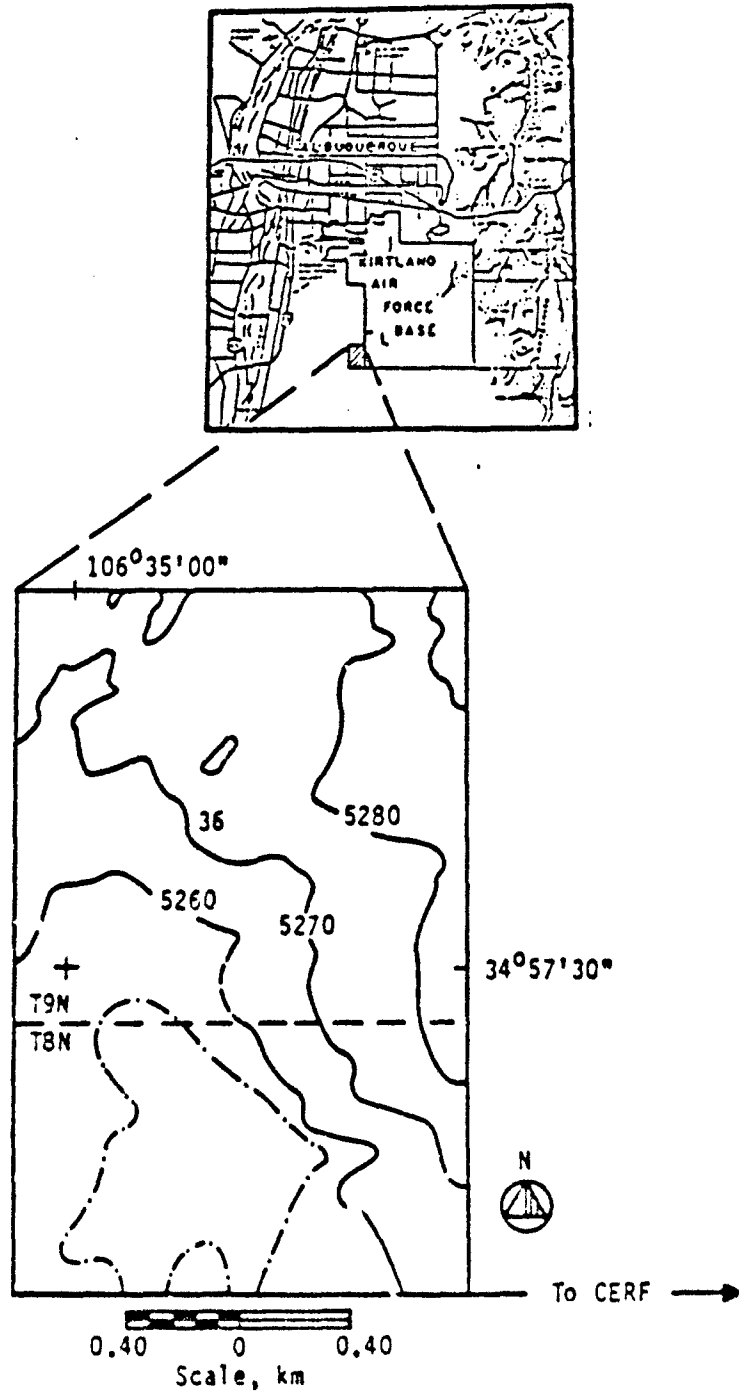 ALBUQUERQUE
KIRTLAND
AIR
FORCE
BASE
106°35'00"
36
5280
5260
5270
34°57'30"
T9N
T8N
N
To CERF
0.40 0 0.40
Scale, km